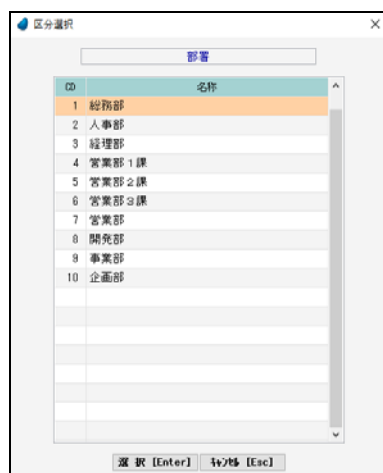 区分選択
部署
CD 名称
1 総務部
2 人事部
3 経理部
4 営業部1課
5 営業部2課
6 営業部3課
7 営業部
8 開発部
9 事業部
10 企画部
選 択 [Enter] ｷｬﾝｾﾙ [Esc]